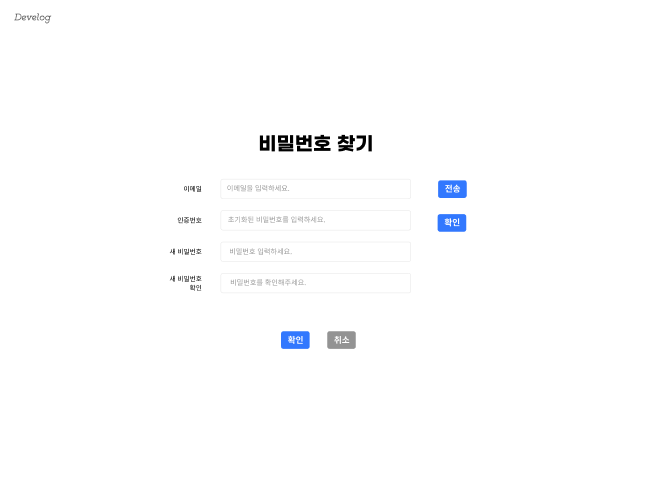 Develog
비밀번호 찾기
이메일
이메일을 입력하세요.
전송
인증번호
초기화된 비밀번호를 입력하세요.
확인
새 비밀번호
비밀번호 입력하세요.
새 비밀번호
확인
비밀번호를 확인해주세요.
확인
취소